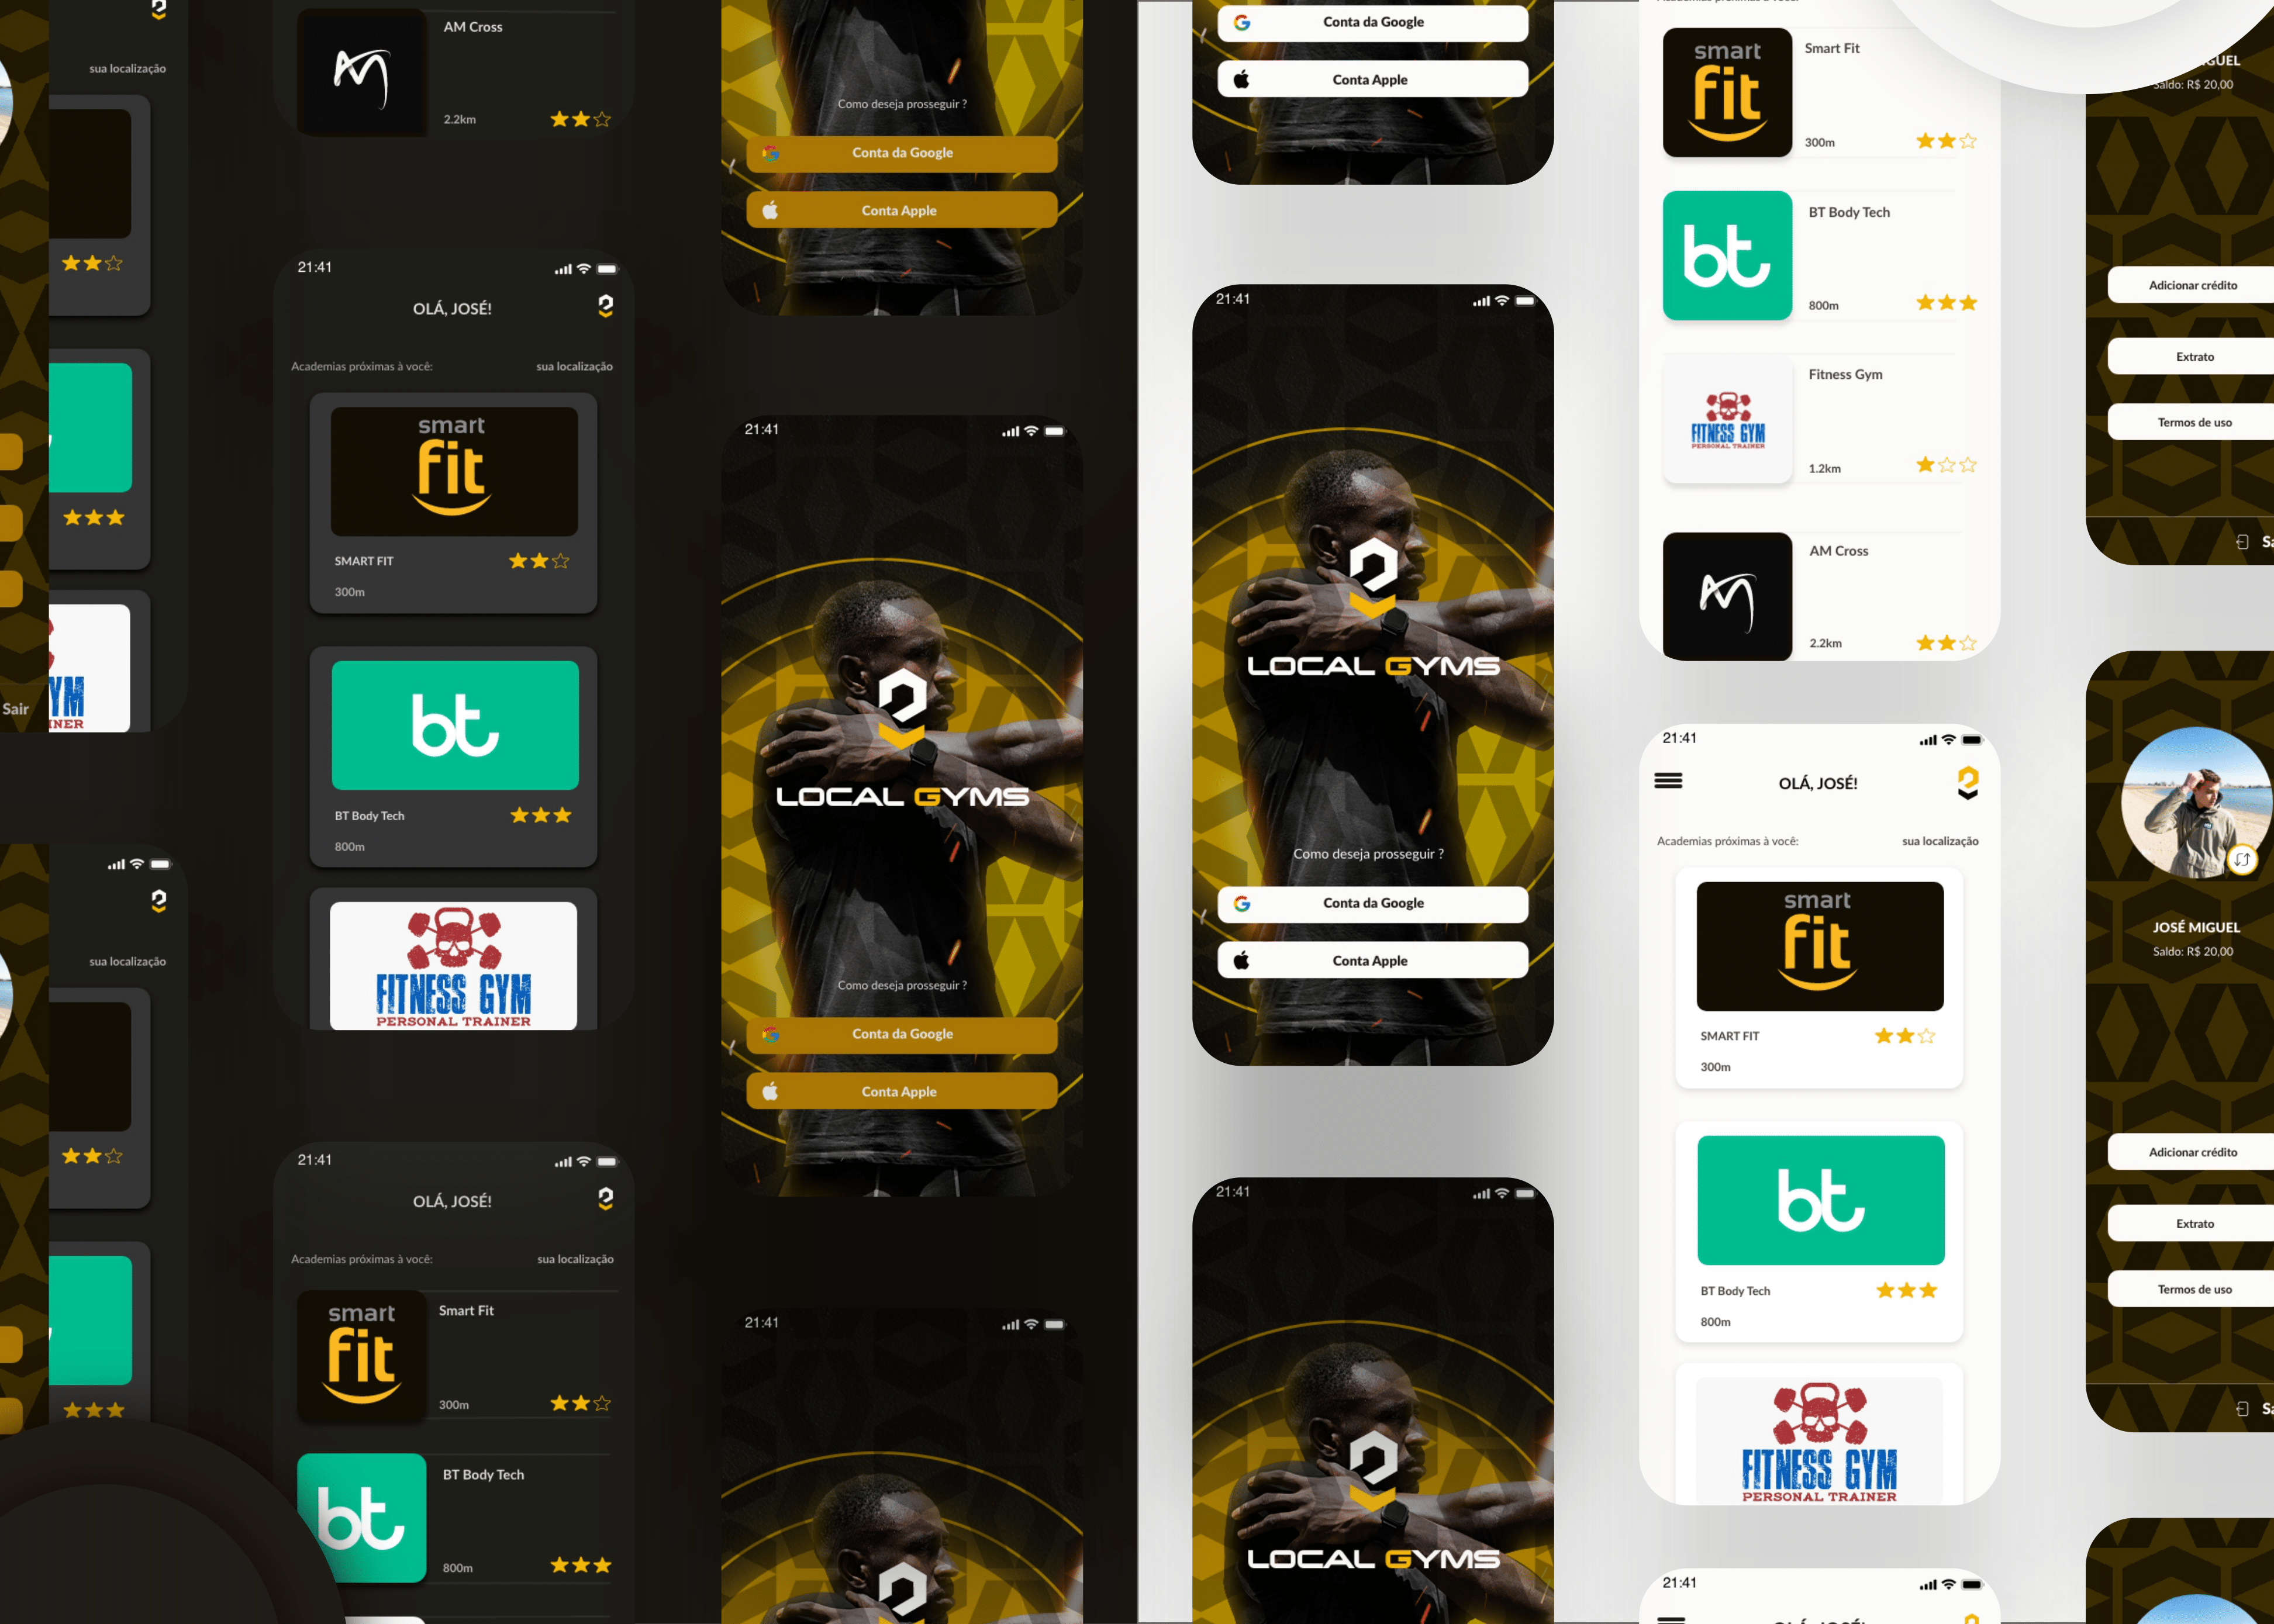 sua localização
YM
INER
Sair
sua localização
AM Cross
2.2km
21:41
OLÁ, JOSÉ!
Academias próximas à você:
sua localização
smart
fit
SMART FIT
300m
bt
BT Body Tech
800m
FITNESS GYM
PERSONAL TRAINER
21:41
OLÁ, JOSÉ!
Academias próximas à você:
sua localização
smart
fit
Smart Fit
300m
bt
BT Body Tech
800m
Como deseja prosseguir ?
Conta da Google
Conta Apple
21:41
LOCAL GYMS
Como deseja prosseguir ?
Conta da Google
Conta Apple
21:41
Conta da Google
Conta Apple
21:41
LOCAL GYMS
Como deseja prosseguir ?
Conta da Google
Conta Apple
21:41
LOCAL GYMS
smart
fit
Smart Fit
300m
bt
BT Body Tech
800m
FITNESS GYM
PERSONAL TRAINER
Fitness Gym
1.2km
AM Cross
2.2km
21:41
OLÁ, JOSÉ!
Academias próximas à você:
sua localização
smart
fit
SMART FIT
300m
bt
BT Body Tech
800m
FITNESS GYM
PERSONAL TRAINER
21:41
IGUEL
Saldo: R$ 20,00
Adicionar crédito
Extrato
Termos de uso
Sa
JOSÉ MIGUEL
Saldo: R$ 20,00
Adicionar crédito
Extrato
Termos de uso
Sa